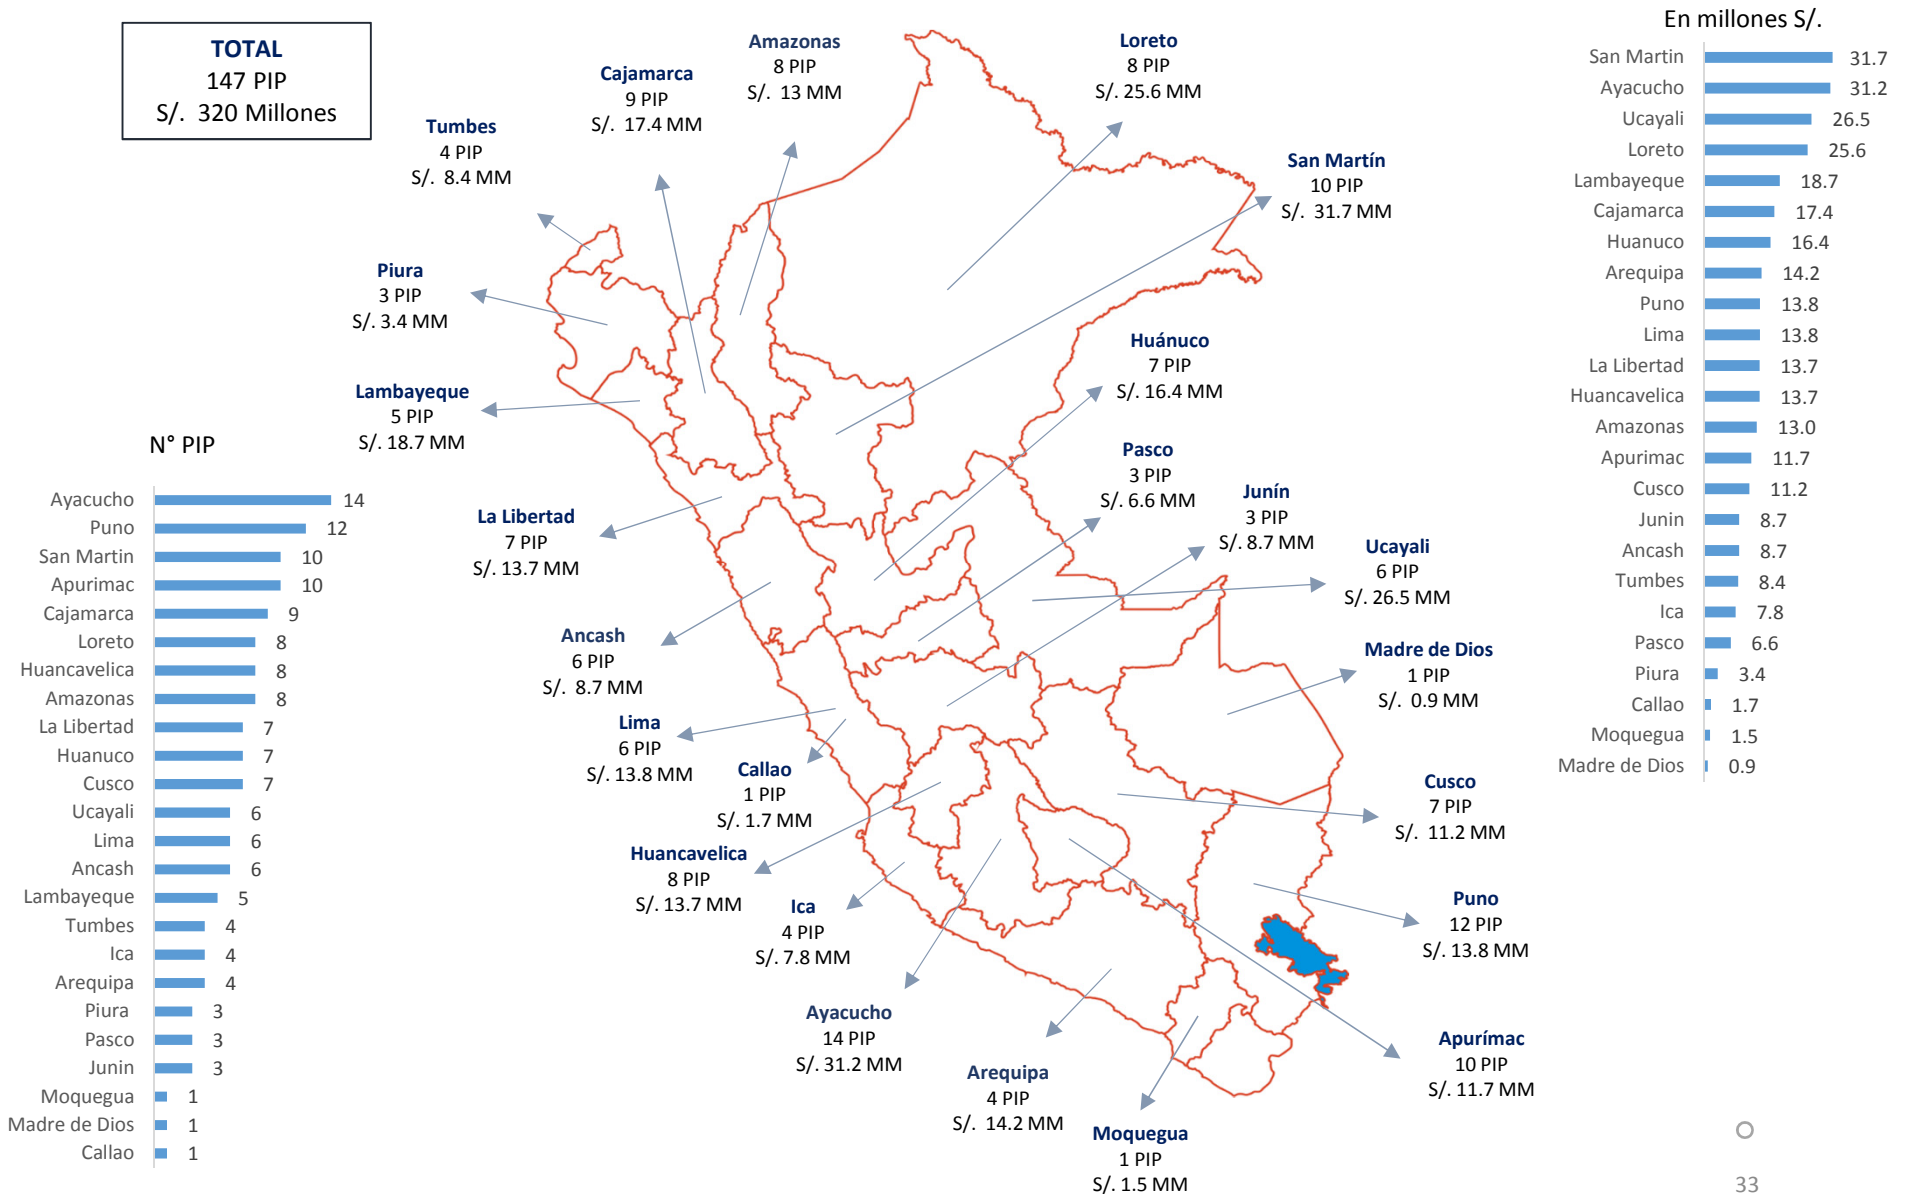 TOTAL
147 PIP
S/. 320 Millones
Amazonas
8 PIP
S/. 13 MM
Loreto
8 PIP
S/. 25.6 MM
Cajamarca
9 PIP
S/. 17.4 MM
Tumbes
4 PIP
S/. 8.4 MM
San Martín
10 PIP
S/. 31.7 MM
Piura
3 PIP
S/. 3.4 MM
Huánuco
7 PIP
S/. 16.4 MM
Lambayeque
5 PIP
S/. 18.7 MM
Pasco
3 PIP
S/. 6.6 MM
Junín
3 PIP
S/. 8.7 MM
La Libertad
7 PIP
S/. 13.7 MM
Ucayali
6 PIP
S/. 26.5 MM
Ancash
6 PIP
S/. 8.7 MM
Madre de Dios
1 PIP
S/. 0.9 MM
Lima
6 PIP
S/. 13.8 MM
Callao
1 PIP
S/. 1.7 MM
Cusco
7 PIP
S/. 11.2 MM
Huancavelica
8 PIP
S/. 13.7 MM
Ica
4 PIP
S/. 7.8 MM
Puno
12 PIP
S/. 13.8 MM
Ayacucho
14 PIP
S/. 31.2 MM
Arequipa
4 PIP
S/. 14.2 MM
Apurímac
10 PIP
S/. 11.7 MM
Moquegua
1 PIP
S/. 1.5 MM
N° PIP
Ayacucho 14
Puno 12
San Martin 10
Apurimac 10
Cajamarca 9
Loreto 8
Huancavelica 8
Amazonas 8
La Libertad 7
Huanuco 7
Cusco 7
Ucayali 6
Lima 6
Ancash 6
Lambayeque 5
Tumbes 4
Ica 4
Arequipa 4
Piura 3
Pasco 3
Junin 3
Moquegua 1
Madre de Dios 1
Callao 1
En millones S/.
San Martin 31.7
Ayacucho 31.2
Ucayali 26.5
Loreto 25.6
Lambayeque 18.7
Cajamarca 17.4
Huanuco 16.4
Arequipa 14.2
Puno 13.8
Lima 13.8
La Libertad 13.7
Huancavelica 13.7
Amazonas 13.0
Apurimac 11.7
Cusco 11.2
Junin 8.7
Ancash 8.7
Tumbes 8.4
Ica 7.8
Pasco 6.6
Piura 3.4
Callao 1.7
Moquegua 1.5
Madre de Dios 0.9
33